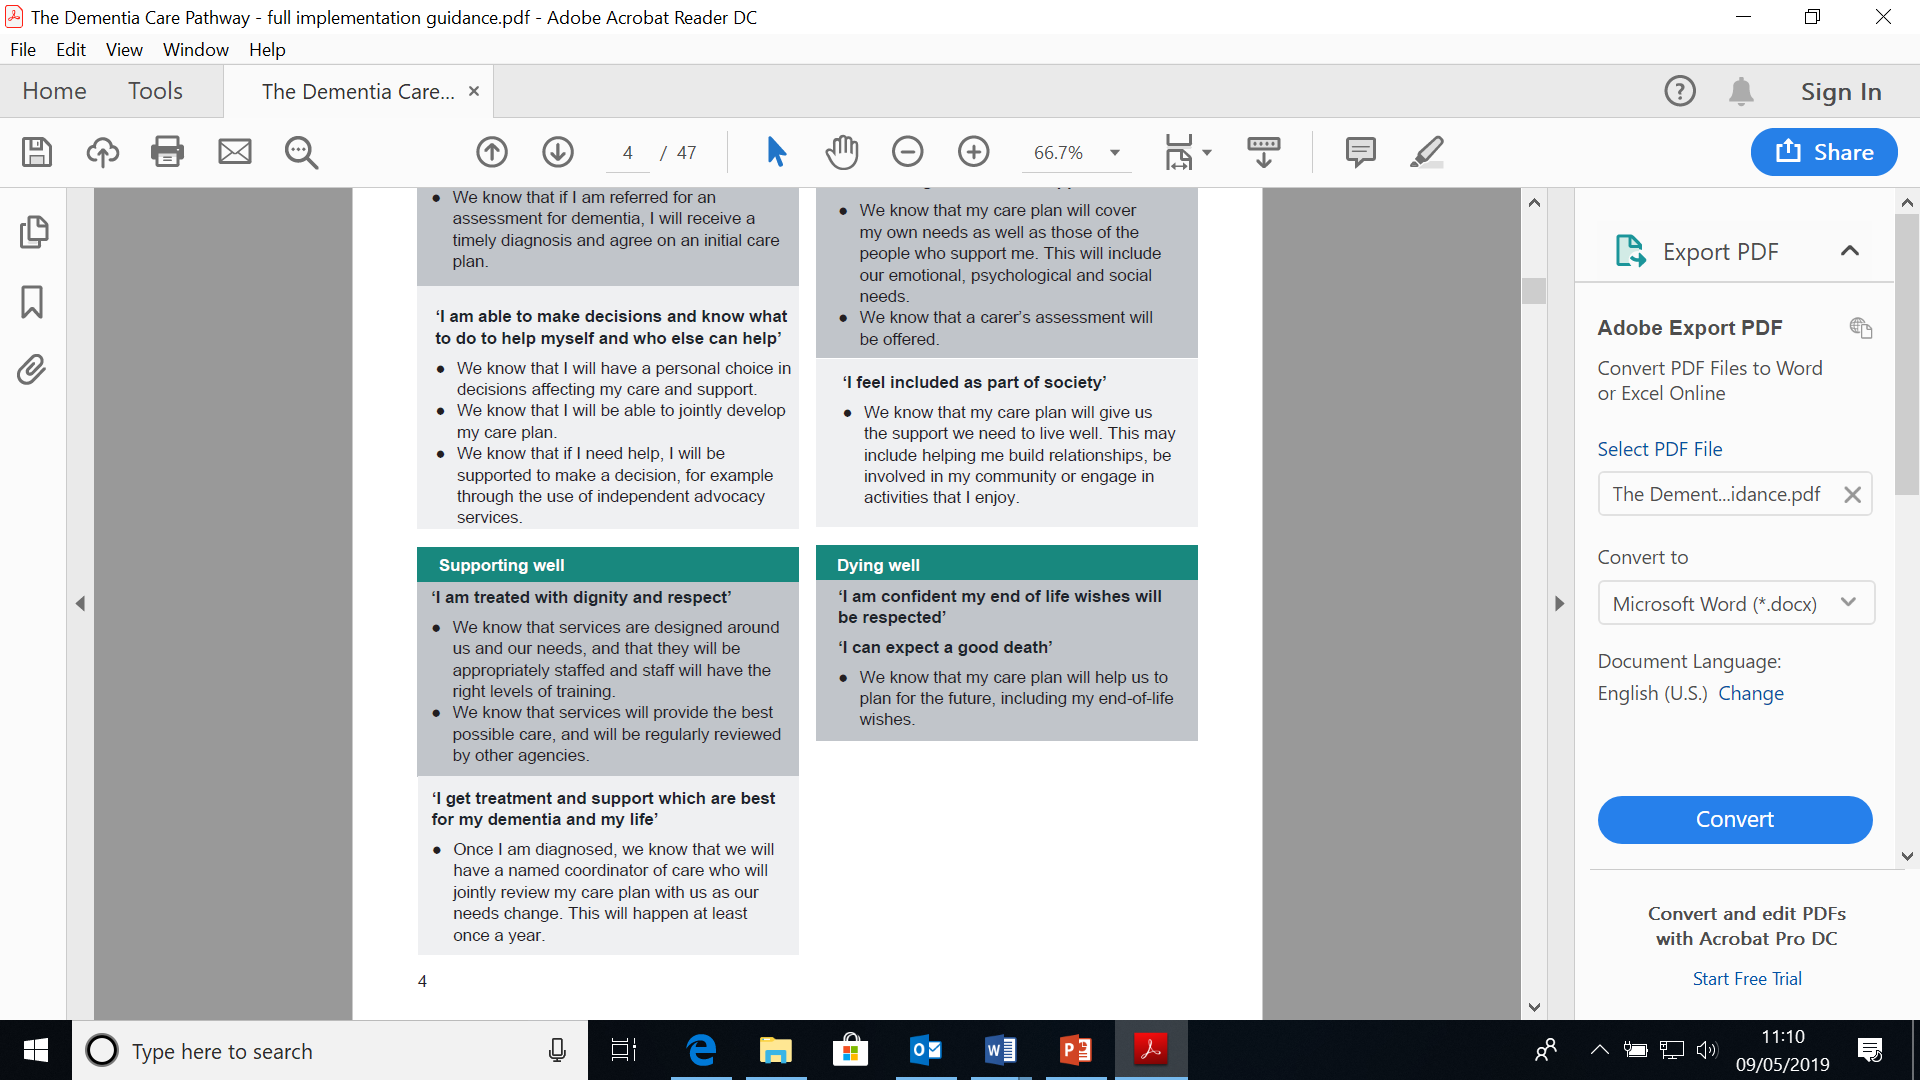 The Dementia Care Pathway - full implementation guidance.pdf - Adobe Acrobat Reader DC
File Edit View Window Help
Home Tools The Dementia Care... × ? Sign In
4 / 47 66.7% Share
● We know that if I am referred for an
assessment for dementia, I will receive a
timely diagnosis and agree on an initial care
plan.
‘I am able to make decisions and know what
to do to help myself and who else can help’
● We know that I will have a personal choice in
decisions affecting my care and support.
● We know that I will be able to jointly develop
my care plan.
● We know that if I need help, I will be
supported to make a decision, for example
through the use of independent advocacy
services.
● We know that my care plan will cover
my own needs as well as those of the
people who support me. This will include
our emotional, psychological and social
needs.
● We know that a carer’s assessment will
be offered.
‘I feel included as part of society’
● We know that my care plan will give us
the support we need to live well. This may
include helping me build relationships, be
involved in my community or engage in
activities that I enjoy.
Supporting well
‘I am treated with dignity and respect’
● We know that services are designed around
us and our needs, and that they will be
appropriately staffed and staff will have the
right levels of training.
● We know that services will provide the best
possible care, and will be regularly reviewed
by other agencies.
‘I get treatment and support which are best
for my dementia and my life’
● Once I am diagnosed, we know that we will
have a named coordinator of care who will
jointly review my care plan with us as our
needs change. This will happen at least
once a year.
Dying well
‘I am confident my end of life wishes will
be respected’
‘I can expect a good death’
● We know that my care plan will help us to
plan for the future, including my end-of-life
wishes.
4
Export PDF
Adobe Export PDF
Convert PDF Files to Word
or Excel Online
Select PDF File
The Dement...idance.pdf
Convert to
Microsoft Word (*.docx)
Document Language:
English (U.S.) Change
Convert
Convert and edit PDFs
with Acrobat Pro DC
Start Free Trial
Type here to search
11:10
09/05/2019